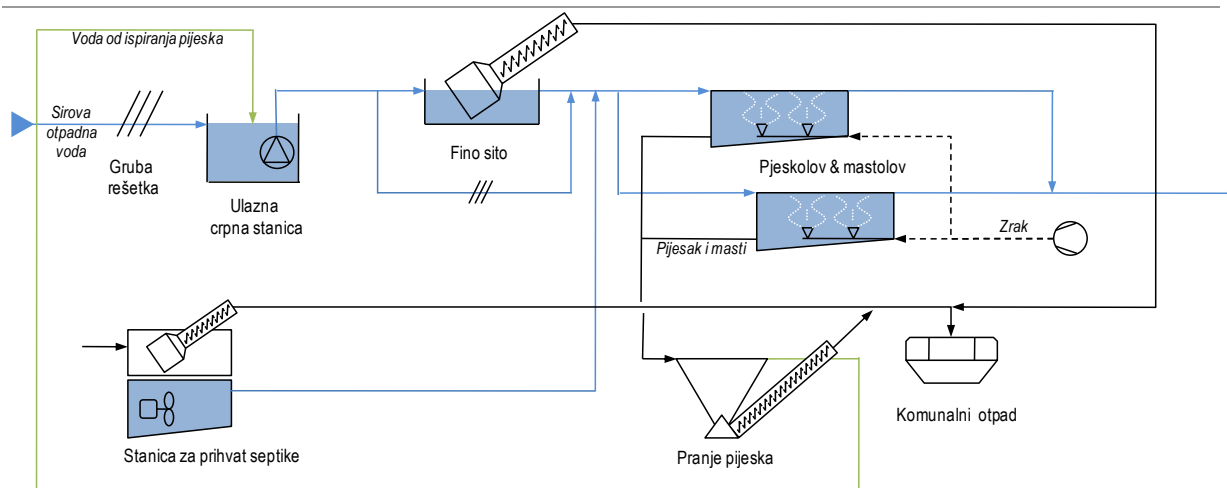 Voda od ispiranja pijeska
Sirova
otpadna
voda
Gruba
rešetka
Ulazna
crpna stanica
Fino sito
Pjeskolov & mastolov
Pijesak i masti
Zrak
Komunalni otpad
Stanica za prihvat septike
Pranje pijeska